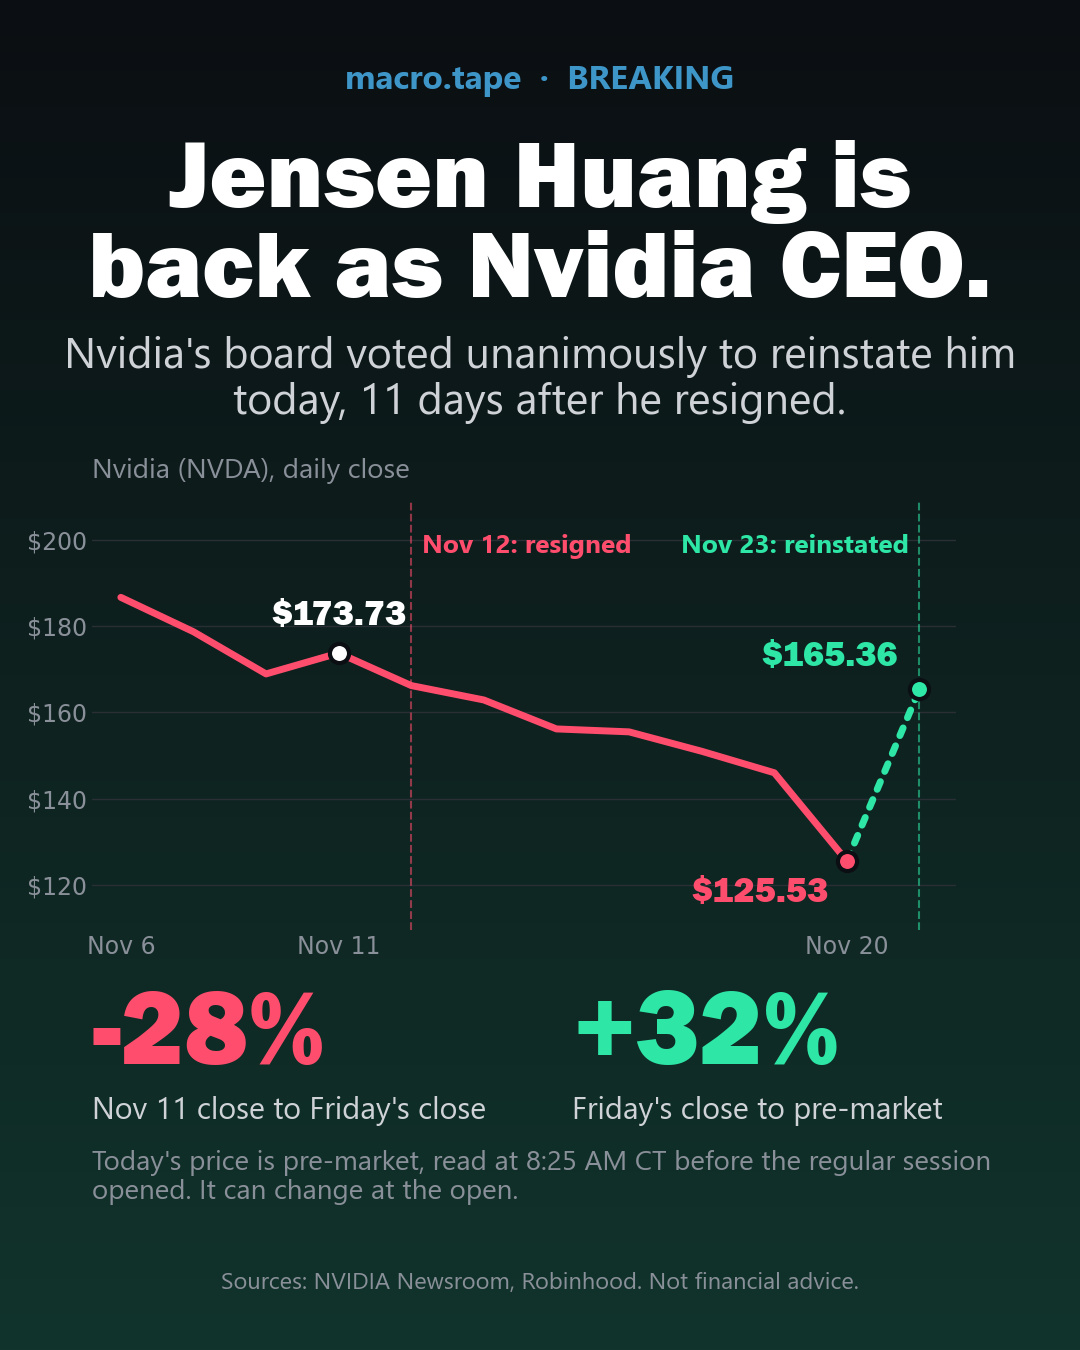 macro.tape · BREAKING
Jensen Huang is
back as Nvidia CEO.
Nvidia's board voted unanimously to reinstate him
today, 11 days after he resigned.
Nvidia (NVDA), daily close
$200
Nov 12: resigned
Nov 23: reinstated
$180
$173.73
$165.36
$160
$140
$120
$125.53
Nov 6
Nov 11
Nov 20
-28%
+32%
Nov 11 close to Friday's close
Friday's close to pre-market
Today's price is pre-market, read at 8:25 AM CT before the regular session
opened. It can change at the open.
Sources: NVIDIA Newsroom, Robinhood. Not financial advice.